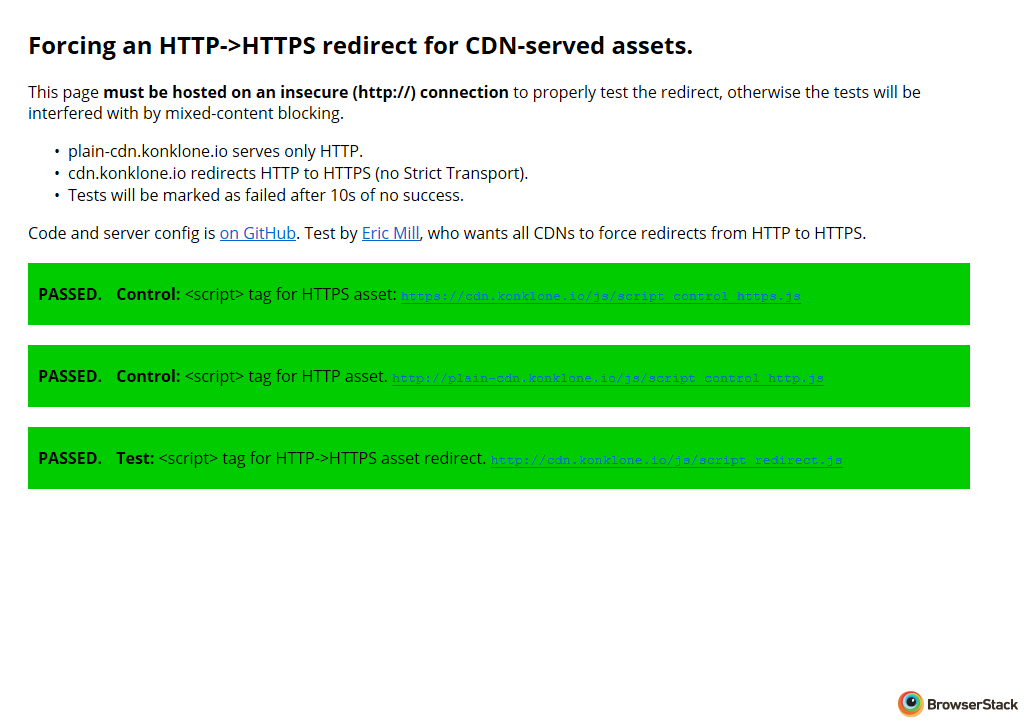 Forcing an HTTP->HTTPS redirect for CDN-served assets.
This page must be hosted on an insecure (http://) connection to properly test the redirect, otherwise the tests will be
interfered with by mixed-content blocking.
• plain-cdn.konklone.io serves only HTTP.
• cdn.konklone.io redirects HTTP to HTTPS (no Strict Transport).
• Tests will be marked as failed after 10s of no success.
Code and server config is on GitHub. Test by Eric Mill, who wants all CDNs to force redirects from HTTP to HTTPS.
PASSED. Control: <script> tag for HTTPS asset: https://cdn.konklone.io/js/script_control_https.js
PASSED. Control: <script> tag for HTTP asset. http://plain-cdn.konklone.io/js/script_control_http.js
PASSED. Test: <script> tag for HTTP->HTTPS asset redirect. http://cdn.konklone.io/js/script_redirect.js
BrowserStack